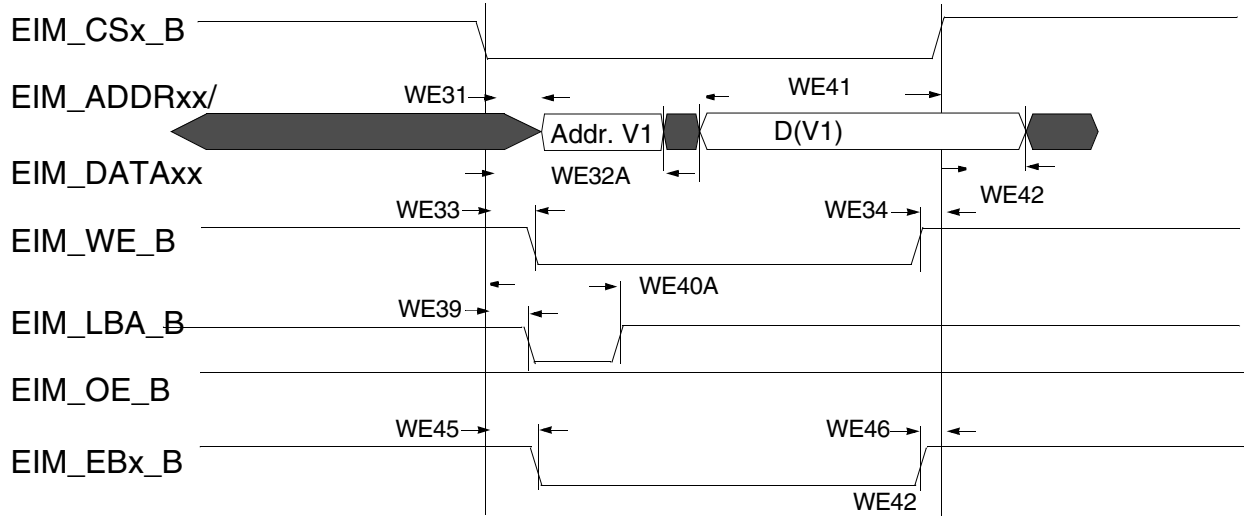 EIM_CSx_B
EIM_ADDRxx/
WE31
WE41
Addr. V1
D(V1)
EIM_DATAxx
WE32A
WE42
WE33
WE34
EIM_WE_B
WE40A
WE39
EIM_LBA_B
EIM_OE_B
WE45
WE46
EIM_EBx_B
WE42